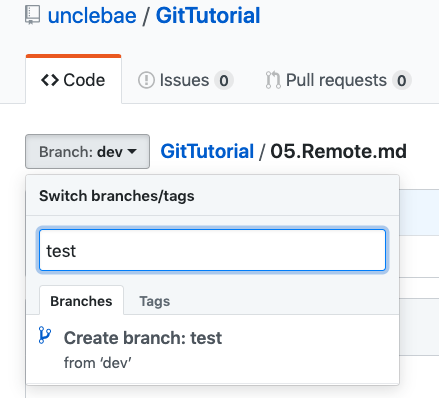 unclebae / GitTutorial
<> Code Issues 0 Pull requests 0
Branch: dev GitTutorial / 05.Remote.md
Switch branches/tags
test
Branches Tags
Create branch: test
from ‘dev’